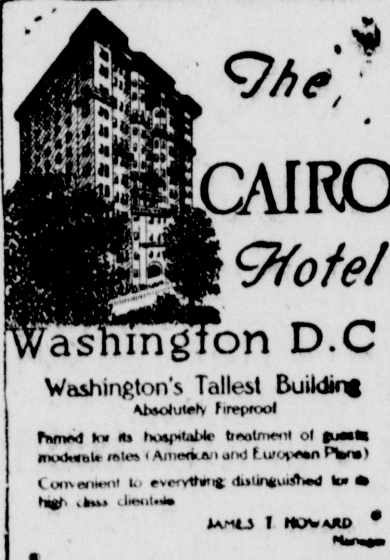 The
CAIRO
Hotel
Washington D.C
Washington's Tallest Building
Absolutely Fireproof
Famed for its hospitable treatment of guests
moderate rates (American and European Plans)
Convenient to everything distinguished for its
high class clientele
JAMES T. HOWARD
Manager